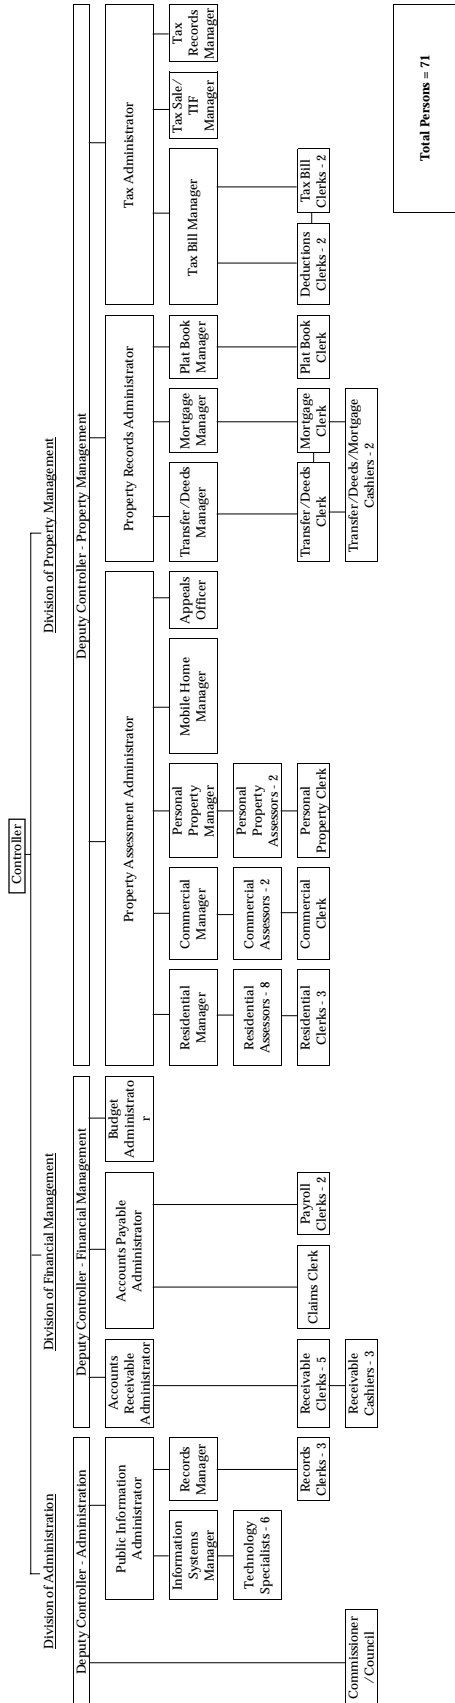 Controller
Division of Administration
Division of Financial Management
Division of Property Management
Deputy Controller - Administration
Deputy Controller - Financial Management
Deputy Controller - Property Management
Public Information
Administrator
Accounts
Receivable
Administrator
Accounts Payable
Administrator
Budget
Administrato
r
Property Assessment Administrator
Property Records Administrator
Tax Administrator
Information
Systems
Manager
Records
Manager
Residential
Manager
Commercial
Manager
Personal
Property
Manager
Mobile Home
Manager
Appeals
Officer
Transfer/Deeds
Manager
Mortgage
Manager
Plat Book
Manager
Tax Bill Manager
Tax Sale/
TIF
Manager
Tax
Records
Manager
Technology
Specialists - 6
Residential
Assessors - 8
Commercial
Assessors - 2
Personal
Property
Assessors - 2
Records
Clerks - 3
Receivable
Clerks - 5
Claims Clerk
Payroll
Clerks - 2
Residential
Clerks - 3
Commercial
Clerk
Personal
Property Clerk
Transfer/Deeds
Clerk
Mortgage
Clerk
Plat Book
Clerk
Deductions
Clerks - 2
Tax Bill
Clerks - 2
Commissioner
/Council
Receivable
Cashiers - 3
Transfer/Deeds/Mortgage
Cashiers - 2
Total Persons = 71